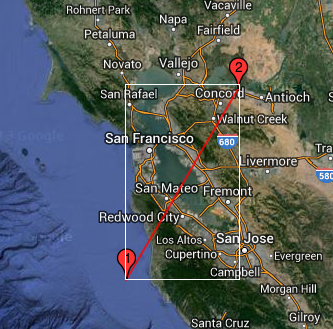 Vacaville
Rohnert Park
Napa
Petaluma
Fairfield
Novato
Vallejo
2
San Rafael
Concord
Antioch
Walnut Creek
San Francisco
680
Livermore
Tra
580
San Mateo
Fremont
Redwood City
Los Altos
San Jose
Cupertino
Evergreen
1
Campbell
Morgan Hill
Santa Cruz
Gilroy